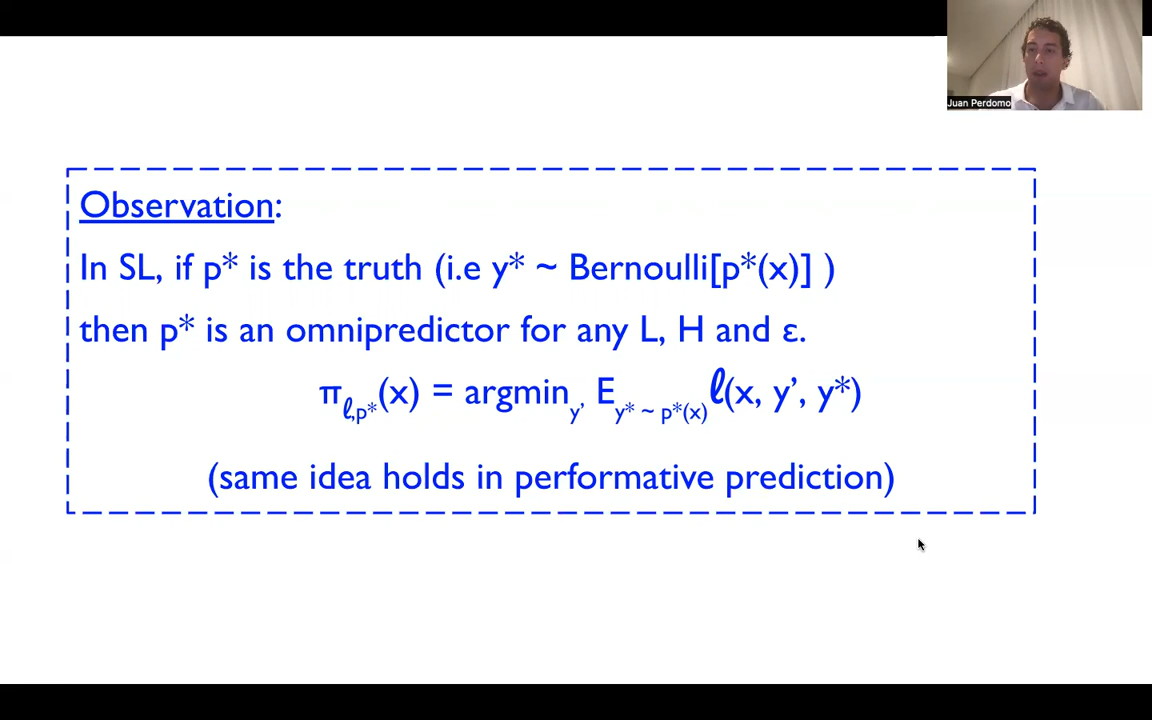 Juan Perdomo
Observation:
In SL, if p* is the truth (i.e y* ~ Bernoulli[p*(x)] )
then p* is an omnipredictor for any L, H and ε.
πℓ,p*(x) = argminy’ Ey* ~ p*(x)ℓ(x, y’, y*)
(same idea holds in performative prediction)